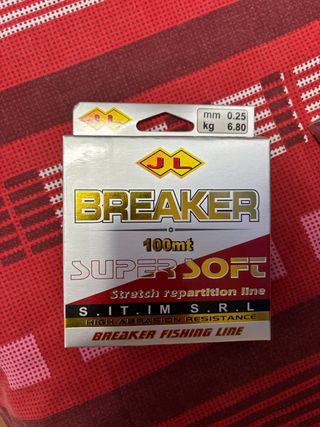 mm 0.25
kg 6.80
JL
BREAKER
100mt
SUPER SOFT
Stretch repartition line
S.IT.IM S.R.L
HIGH ABRASION RESISTANCE
BREAKER FISHING LINE